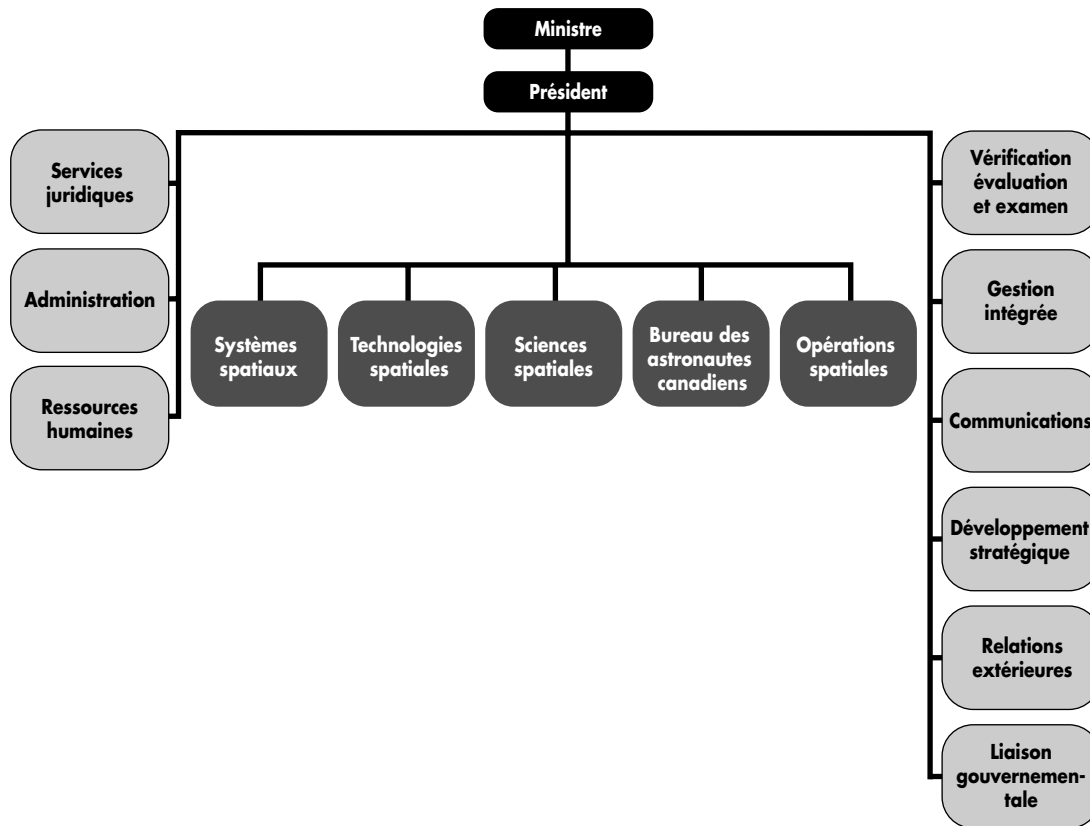 Ministre
Président
Services
juridiques
Administration
Ressources
humaines
Systèmes
spatiaux
Technologies
spatiales
Sciences
spatiales
Bureau des
astronautes
canadiens
Opérations
spatiales
Vérification
évaluation
et examen
Gestion
intégrée
Communications
Développement
stratégique
Relations
extérieures
Liaison
gouvernemen-
tale